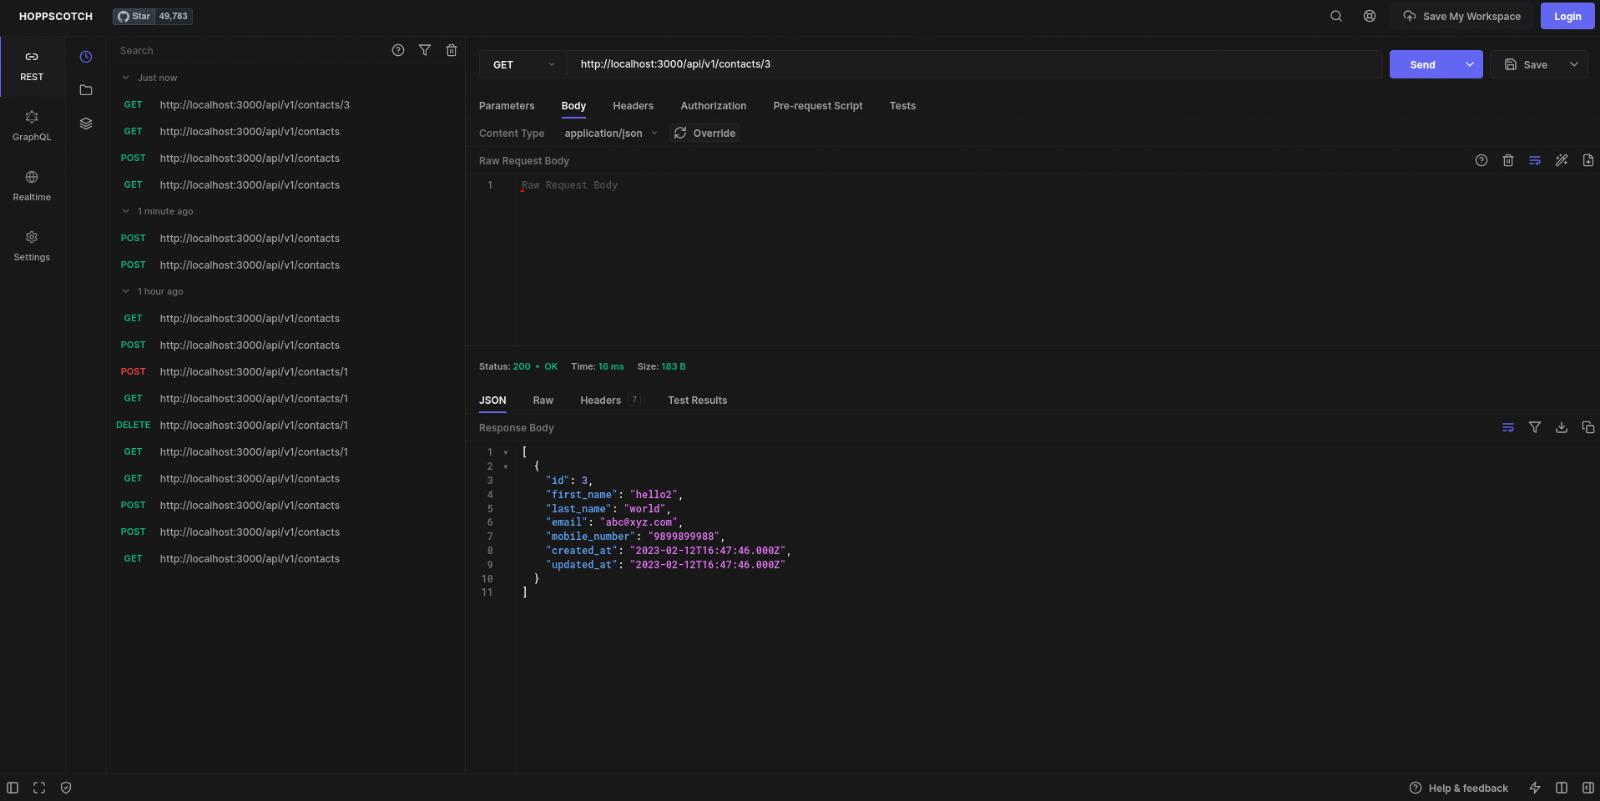 HOPPSCOTCH
Star 49,783
Save My Workspace
Login
REST
GraphQL
Realtime
Settings
Search
Just now
GET http://localhost:3000/api/v1/contacts/3
GET http://localhost:3000/api/v1/contacts
POST http://localhost:3000/api/v1/contacts
GET http://localhost:3000/api/v1/contacts
1 minute ago
POST http://localhost:3000/api/v1/contacts
POST http://localhost:3000/api/v1/contacts
1 hour ago
GET http://localhost:3000/api/v1/contacts
POST http://localhost:3000/api/v1/contacts
POST http://localhost:3000/api/v1/contacts/1
GET http://localhost:3000/api/v1/contacts/1
DELETE http://localhost:3000/api/v1/contacts/1
GET http://localhost:3000/api/v1/contacts/1
GET http://localhost:3000/api/v1/contacts
POST http://localhost:3000/api/v1/contacts
POST http://localhost:3000/api/v1/contacts
GET http://localhost:3000/api/v1/contacts
GET http://localhost:3000/api/v1/contacts/3 Send Save
Parameters Body Headers Authorization Pre-request Script Tests
Content Type application/json Override
Raw Request Body
1 Raw Request Body
Status: 200 • OK Time: 16 ms Size: 183 B
JSON Raw Headers 7 Test Results
Response Body
1 [
2 {
3 "id": 3,
4 "first_name": "hello2",
5 "last_name": "world",
6 "email": "abc@xyz.com",
7 "mobile_number": "9899899988",
8 "created_at": "2023-02-12T16:47:46.000Z",
9 "updated_at": "2023-02-12T16:47:46.000Z"
10 }
11 ]
Help & feedback